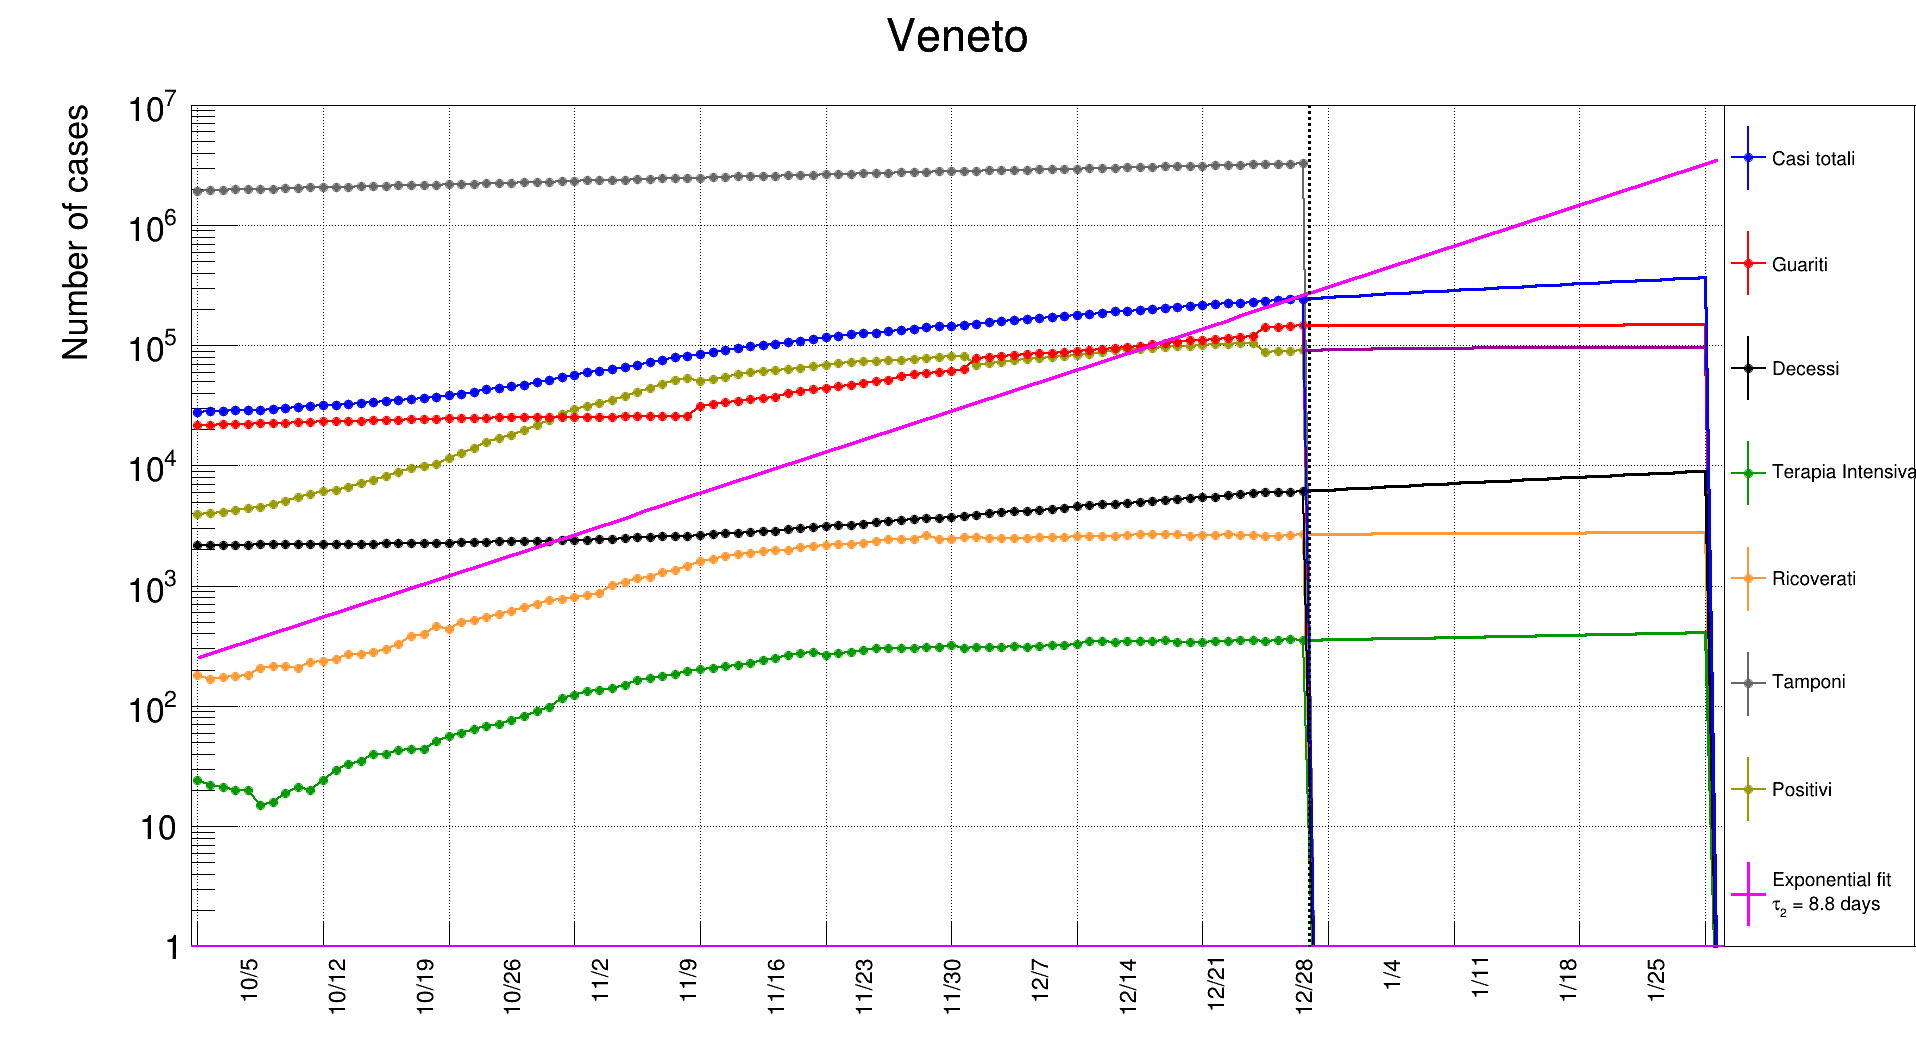 Veneto
Number of cases
10^7
10^6
10^5
10^4
10^3
10^2
10
1
10/5
10/12
10/19
10/26
11/2
11/9
11/16
11/23
11/30
12/7
12/14
12/21
12/28
1/4
1/11
1/18
1/25
Casi totali
Guariti
Decessi
Terapia Intensiva
Ricoverati
Tamponi
Positivi
Exponential fit
τ_2 = 8.8 days